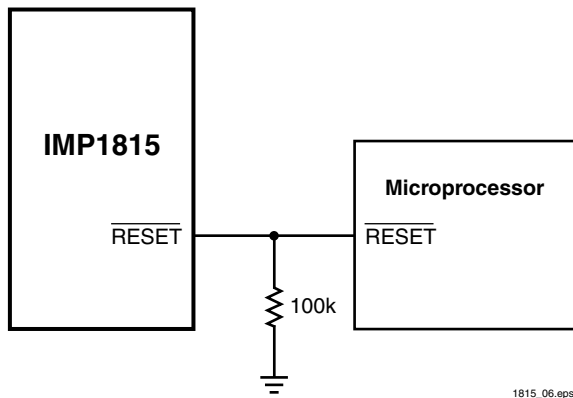 IMP1815
Microprocessor
RESET
RESET
100k
1815_06.eps